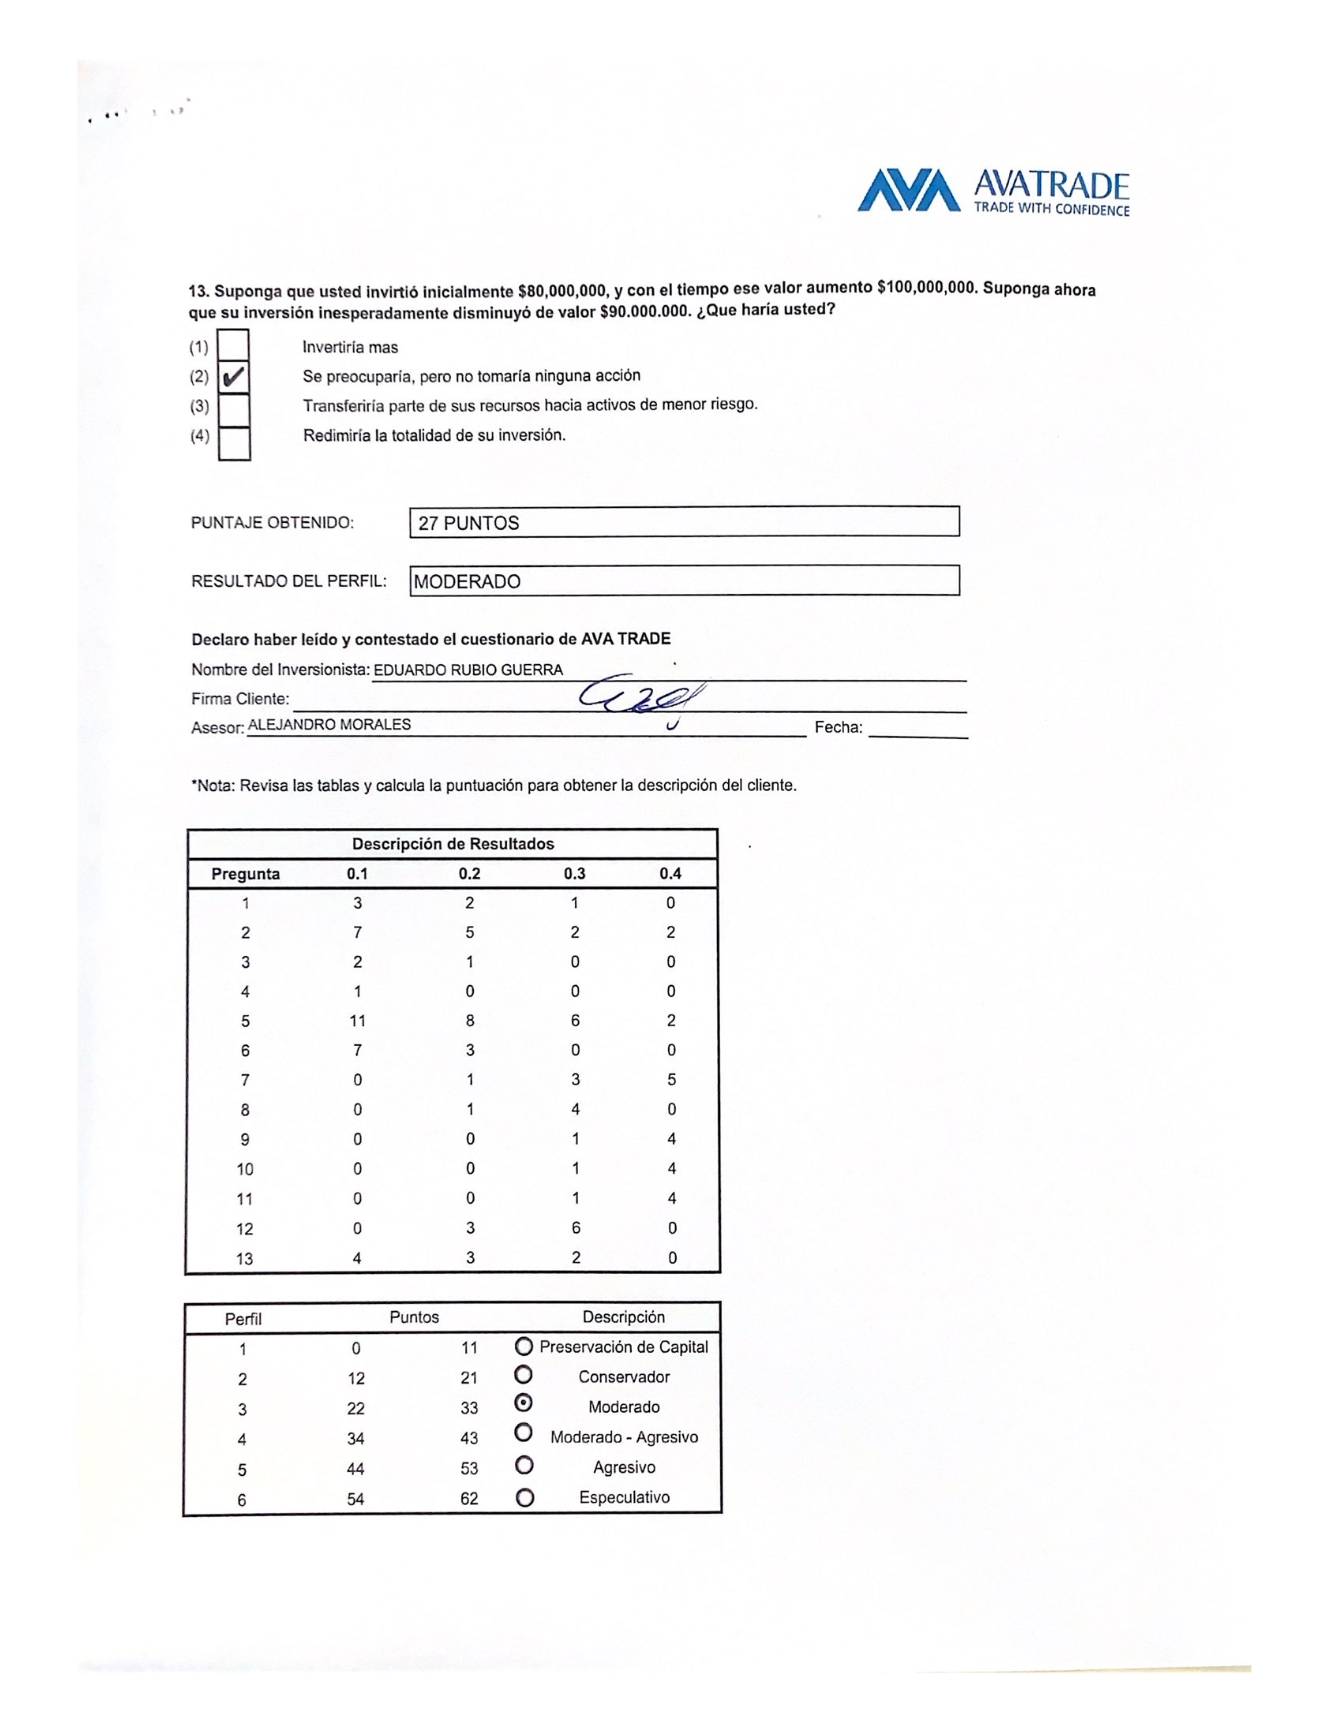 AVA AVATRADE
TRADE WITH CONFIDENCE
13. Suponga que usted invirtió inicialmente $80,000,000, y con el tiempo ese valor aumento $100,000,000. Suponga ahora
que su inversión inesperadamente disminuyó de valor $90.000.000. ¿Que haría usted?
(1) Invertiría mas
(2) ✔ Se preocuparía, pero no tomaría ninguna acción
(3) Transferiría parte de sus recursos hacia activos de menor riesgo.
(4) Redimiría la totalidad de su inversión.
PUNTAJE OBTENIDO: 27 PUNTOS
RESULTADO DEL PERFIL: MODERADO
Declaro haber leído y contestado el cuestionario de AVA TRADE
Nombre del Inversionista: EDUARDO RUBIO GUERRA
Firma Cliente:
Asesor: ALEJANDRO MORALES Fecha:
*Nota: Revisa las tablas y calcula la puntuación para obtener la descripción del cliente.
Descripción de Resultados
Pregunta 0.1 0.2 0.3 0.4
1 3 2 1 0
2 7 5 2 2
3 2 1 0 0
4 1 0 0 0
5 11 8 6 2
6 7 3 0 0
7 0 1 3 5
8 0 1 4 0
9 0 0 1 4
10 0 0 1 4
11 0 0 1 4
12 0 3 6 0
13 4 3 2 0
Perfil Puntos Descripción
1 0 11 Preservación de Capital
2 12 21 Conservador
3 22 33 Moderado
4 34 43 Moderado - Agresivo
5 44 53 Agresivo
6 54 62 Especulativo